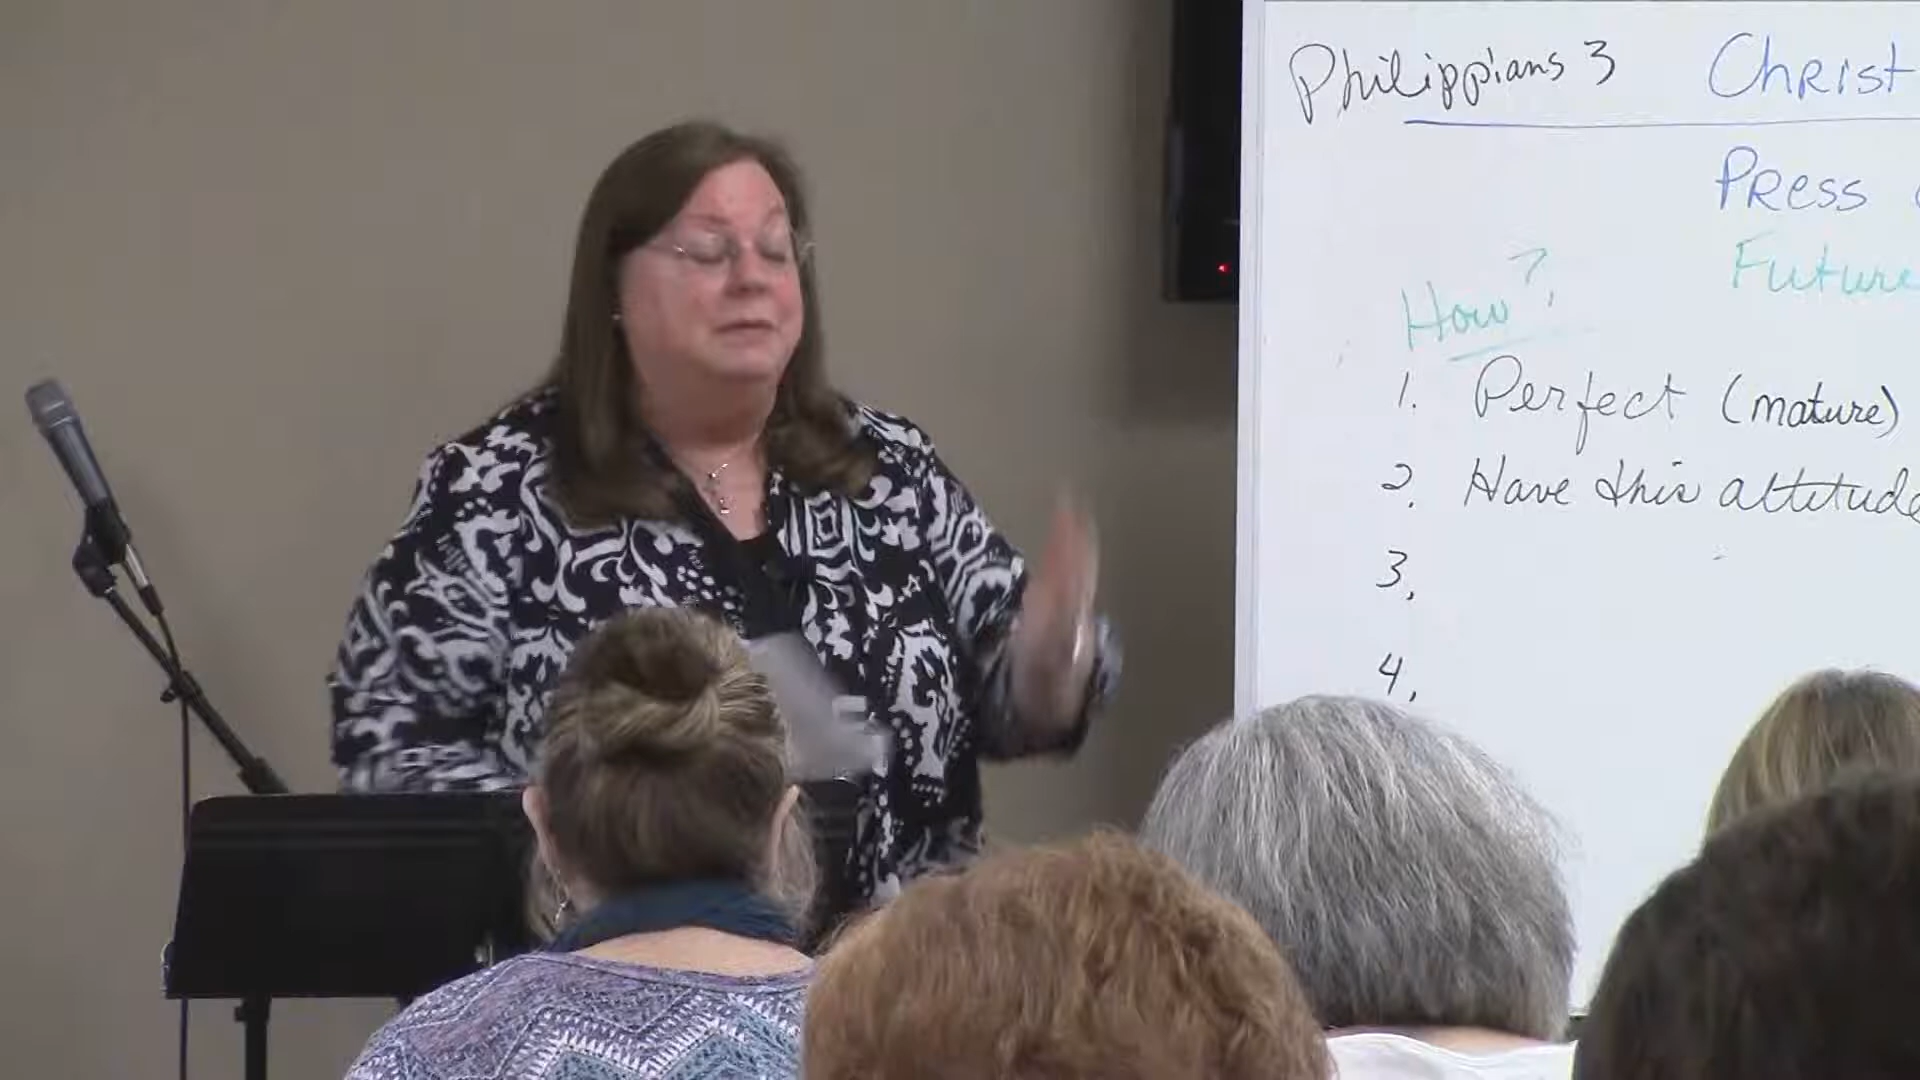 Philippians 3 Christ
Press
Future
How?
1. Perfect (mature)
2. Have this attitude
3.
4.